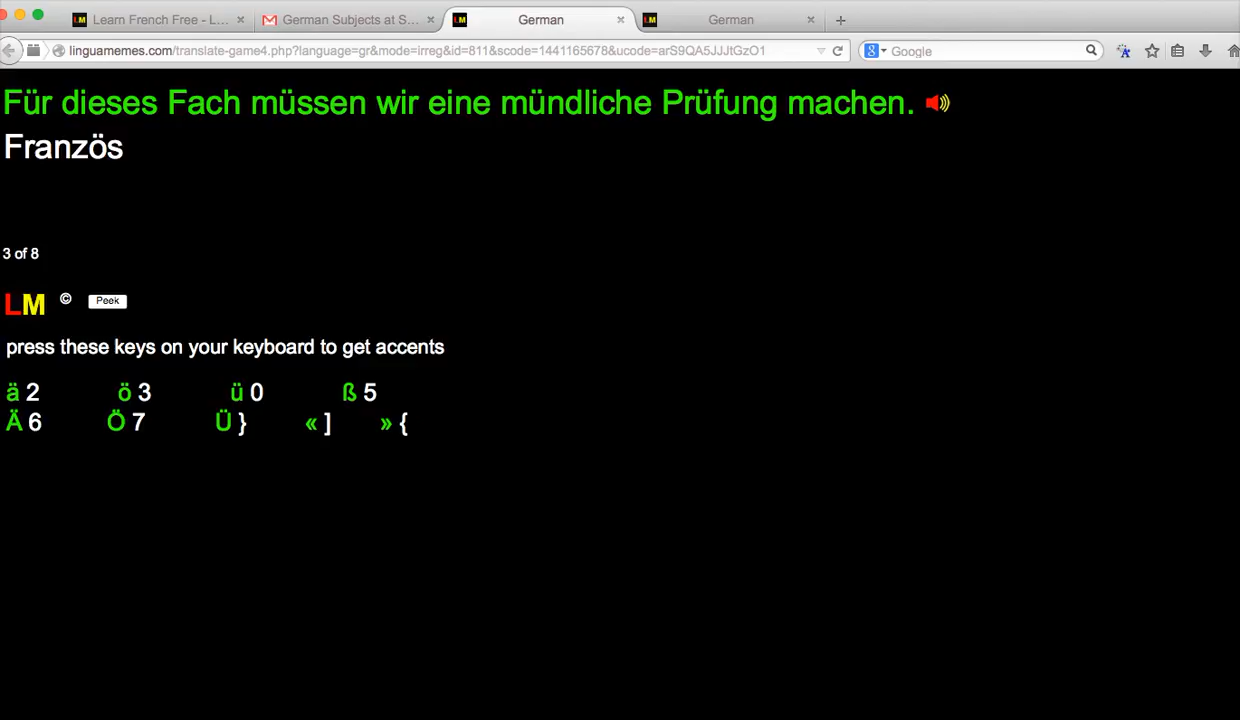 Learn French Free - L...
German Subjects at S...
German
German
linguamemes.com/translate-game4.php?language=gr&mode=irreg&id=811&scode=1441165678&ucode=arS9QA5JJJtGzO1
Google
Für dieses Fach müssen wir eine mündliche Prüfung machen.
Französ
3 of 8
LM © Peek
press these keys on your keyboard to get accents
ä 2 ö 3 ü 0 ß 5
Ä 6 Ö 7 Ü } « ] » {